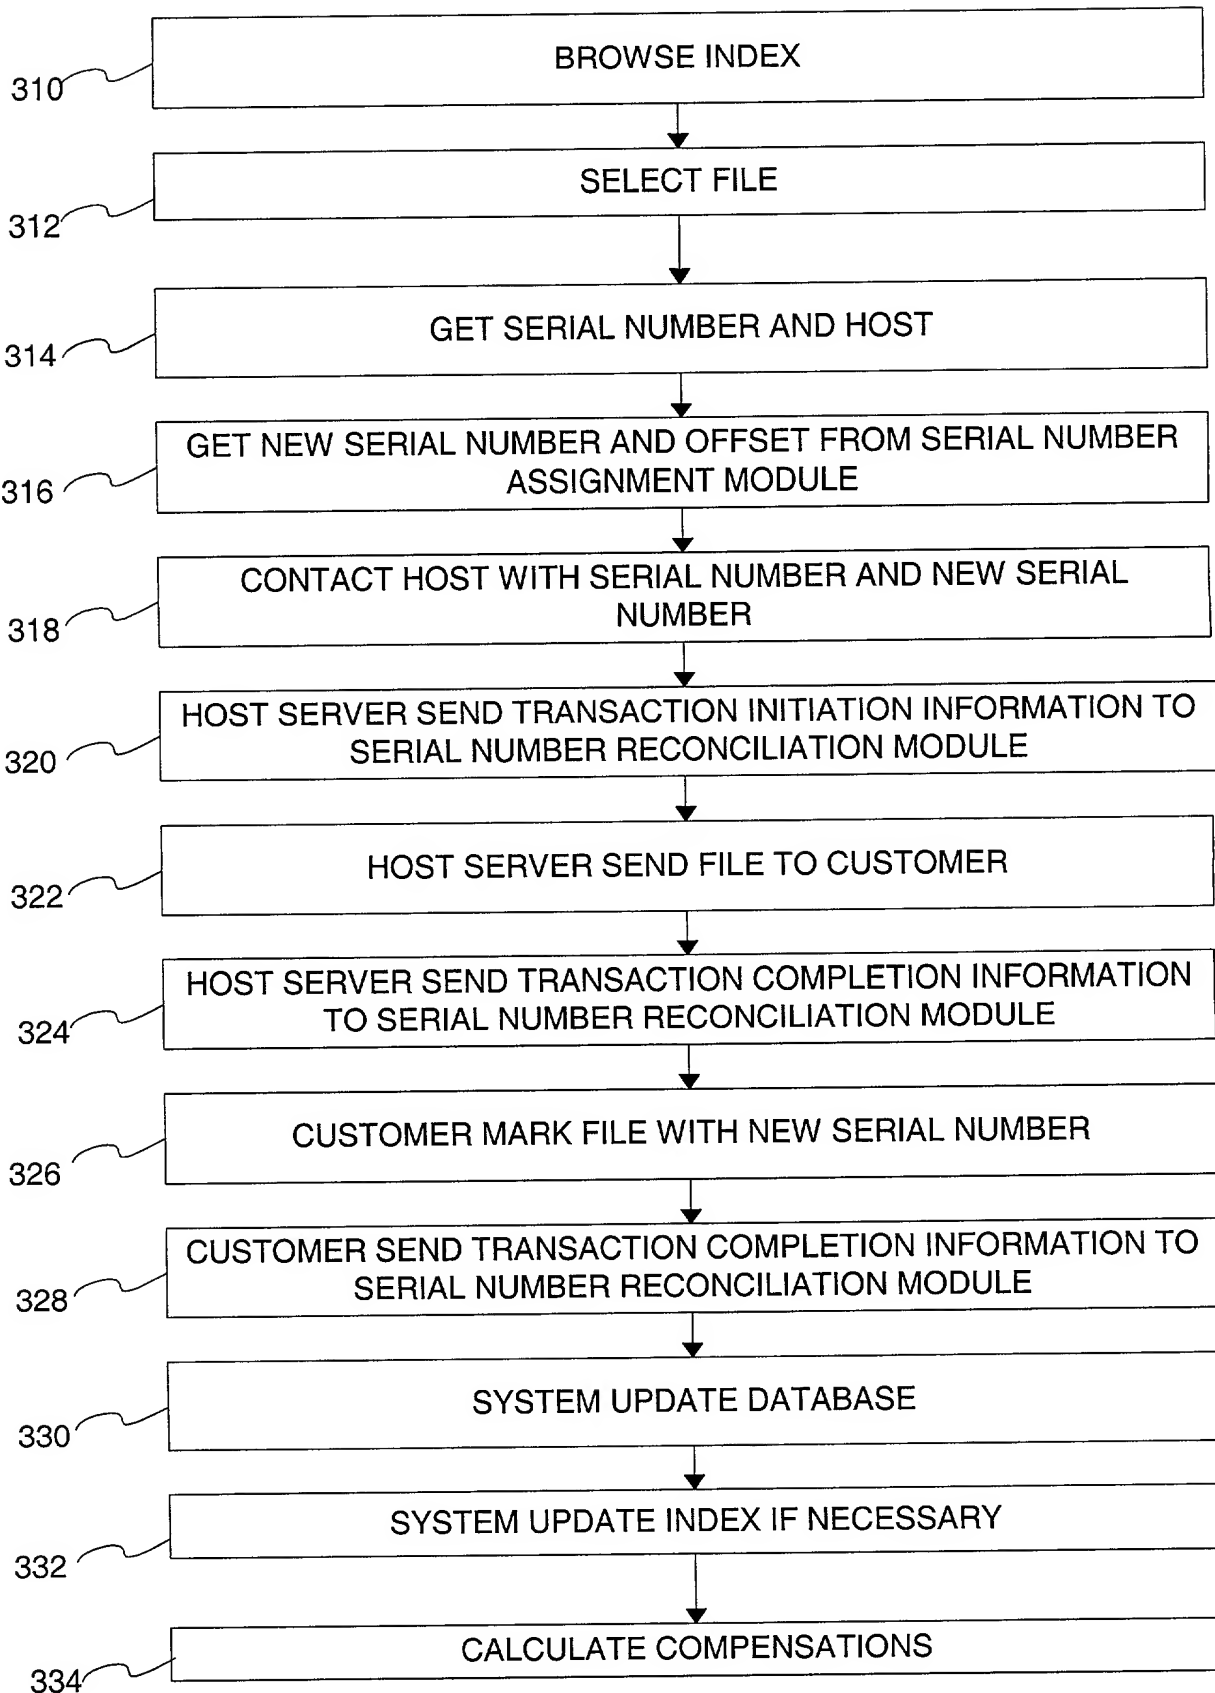 BROWSE INDEX
310
SELECT FILE
312
GET SERIAL NUMBER AND HOST
314
GET NEW SERIAL NUMBER AND OFFSET FROM SERIAL NUMBER
ASSIGNMENT MODULE
316
CONTACT HOST WITH SERIAL NUMBER AND NEW SERIAL
NUMBER
318
HOST SERVER SEND TRANSACTION INITIATION INFORMATION TO
SERIAL NUMBER RECONCILIATION MODULE
320
HOST SERVER SEND FILE TO CUSTOMER
322
HOST SERVER SEND TRANSACTION COMPLETION INFORMATION
TO SERIAL NUMBER RECONCILIATION MODULE
324
CUSTOMER MARK FILE WITH NEW SERIAL NUMBER
326
CUSTOMER SEND TRANSACTION COMPLETION INFORMATION TO
SERIAL NUMBER RECONCILIATION MODULE
328
SYSTEM UPDATE DATABASE
330
SYSTEM UPDATE INDEX IF NECESSARY
332
CALCULATE COMPENSATIONS
334